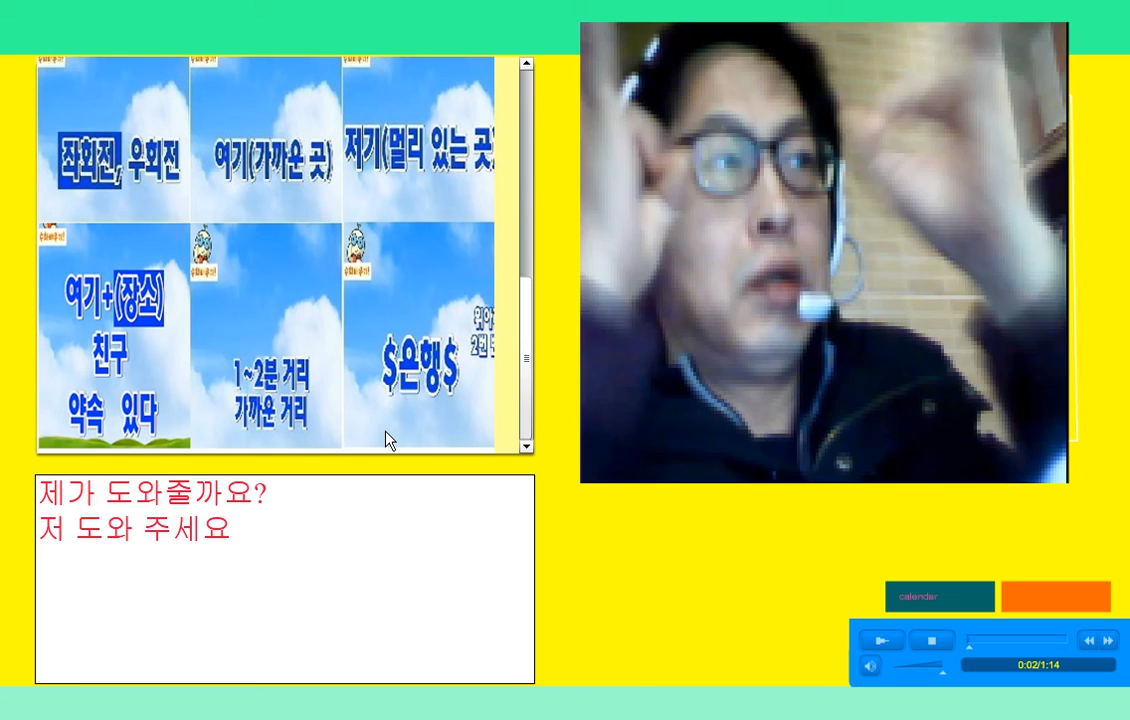 좌회전, 우회전
여기(가까운 곳)
저기(멀리 있는 곳)
여기+(장소)
친구
약속 있다
1~2분 거리
가까운 거리
$은행$
제가 도와줄까요?
저 도와 주세요
calendar
0:02/1:14